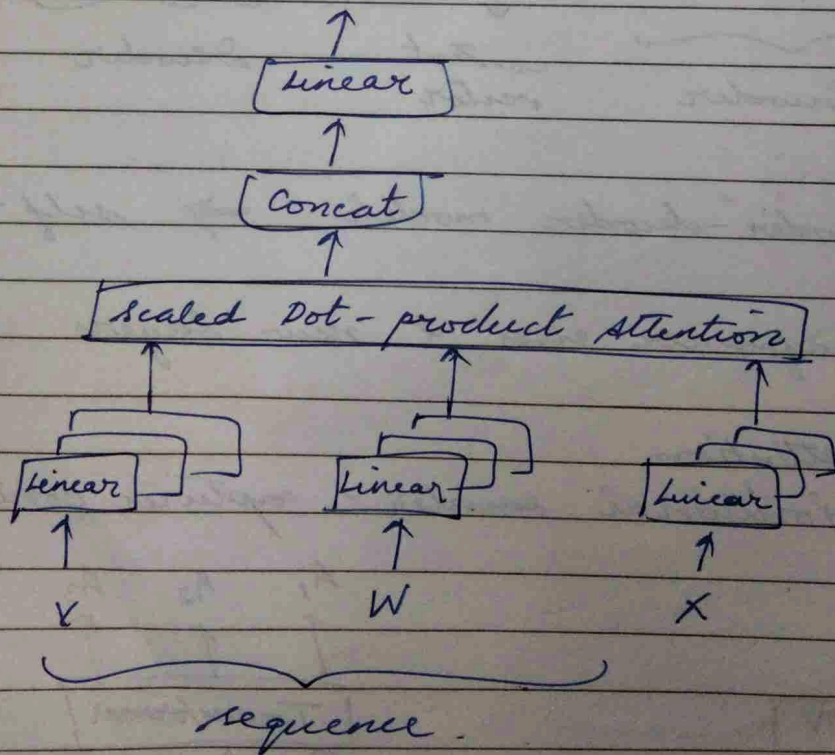 Linear
Concat
Scaled Dot-product Attention
Linear Linear Linear
V W X
sequence.